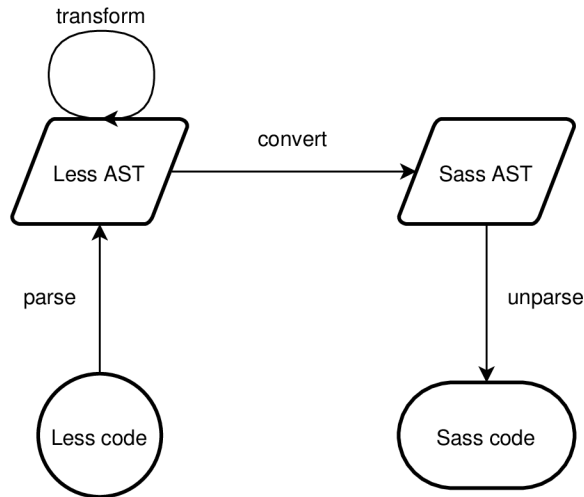 transform
convert
Less AST
Sass AST
parse
unparse
Less code
Sass code